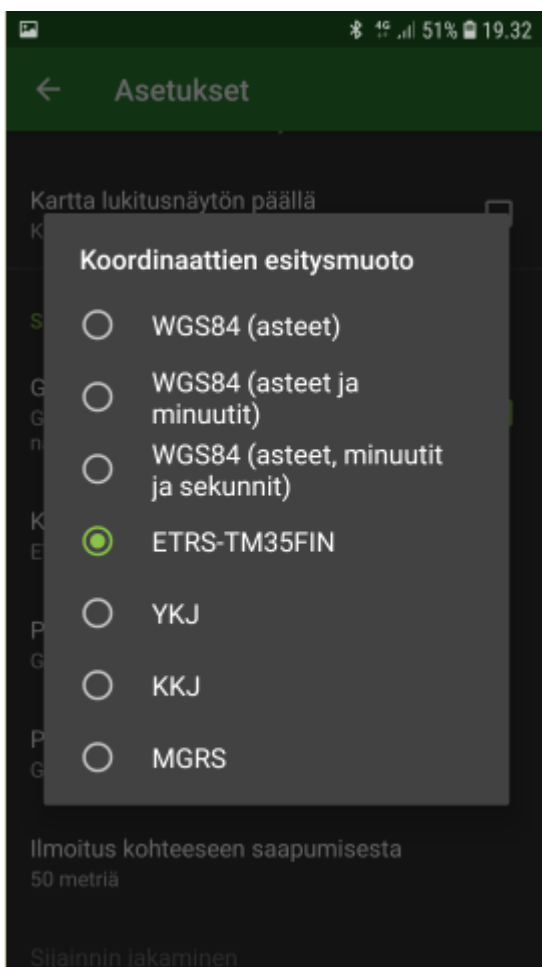 4G 51% 19.32
Asetukset
Kartta lukitusnäytön päällä
K
Koordinaattien esitysmuoto
S
WGS84 (asteet)
G
WGS84 (asteet ja
minuutit)
G
n
WGS84 (asteet, minuutit
ja sekunnit)
K
ETRS-TM35FIN
E
YKJ
P
G
KKJ
P
MGRS
G
Ilmoitus kohteeseen saapumisesta
50 metriä
Sijainnin jakaminen